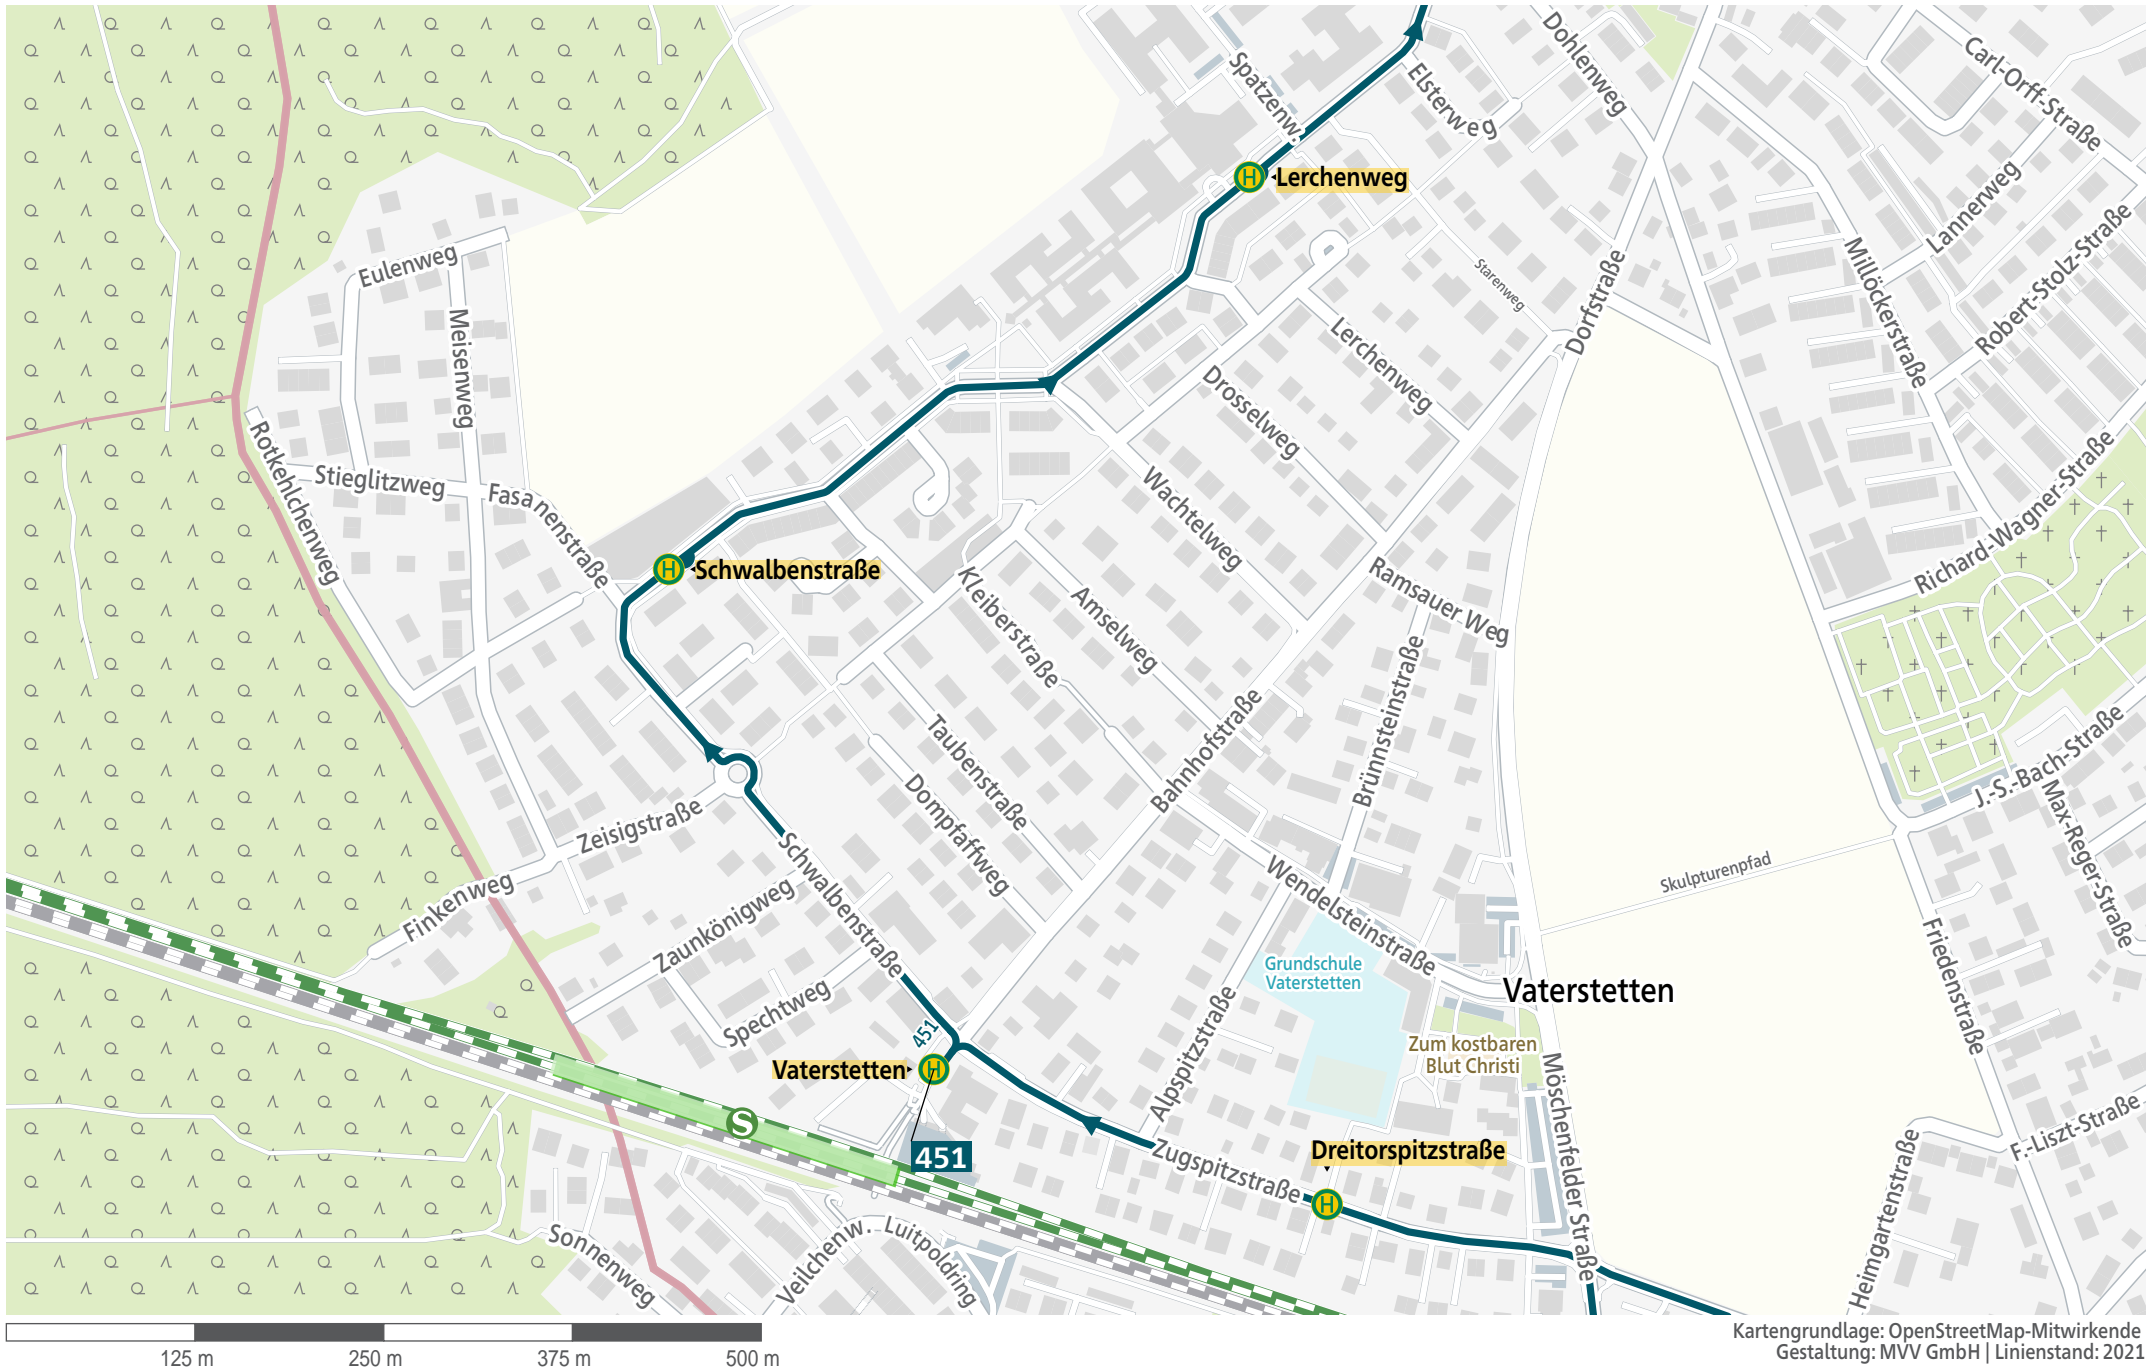 Dohlenweg
Carl-Orff-Straße
Spatzenw.
Elsterweg
Lerchenweg
Lannerweg
Robert-Stolz-Straße
Millöckerstraße
Eulenweg
Starenweg
Dorfstraße
Meisenweg
Lerchenweg
Drosselweg
Rotkehlchenweg
Stieglitzweg
Fasanenstraße
Wachtelweg
Richard-Wagner-Straße
H
Schwalbenstraße
Kleiberstraße
Amselweg
Ramsauer Weg
Brünnsteinstraße
Bahnhofstraße
Taubenstraße
Dompfaffweg
J.-S.-Bach-Straße
Max-Reger-Straße
Zeisigstraße
Schwalbenstraße
Finkenweg
Zaunkönigweg
Wendelsteinstraße
Skulpturenpfad
Friedenstraße
Grundschule
Vaterstetten
Vaterstetten
Spechtweg
451
Alpspitzstraße
Zum kostbaren
Blut Christi
Vaterstetten
H
Möschenfelder Straße
S
451
Zugspitzstraße
Dreitorspitzstraße
H
F.-Liszt-Straße
Heimgartenstraße
Sonnenweg
Veilchenw.
Luitpoldring
H
125 m
250 m
375 m
500 m
Kartengrundlage: OpenStreetMap-Mitwirkende
Gestaltung: MVV GmbH | Linienstand: 2021